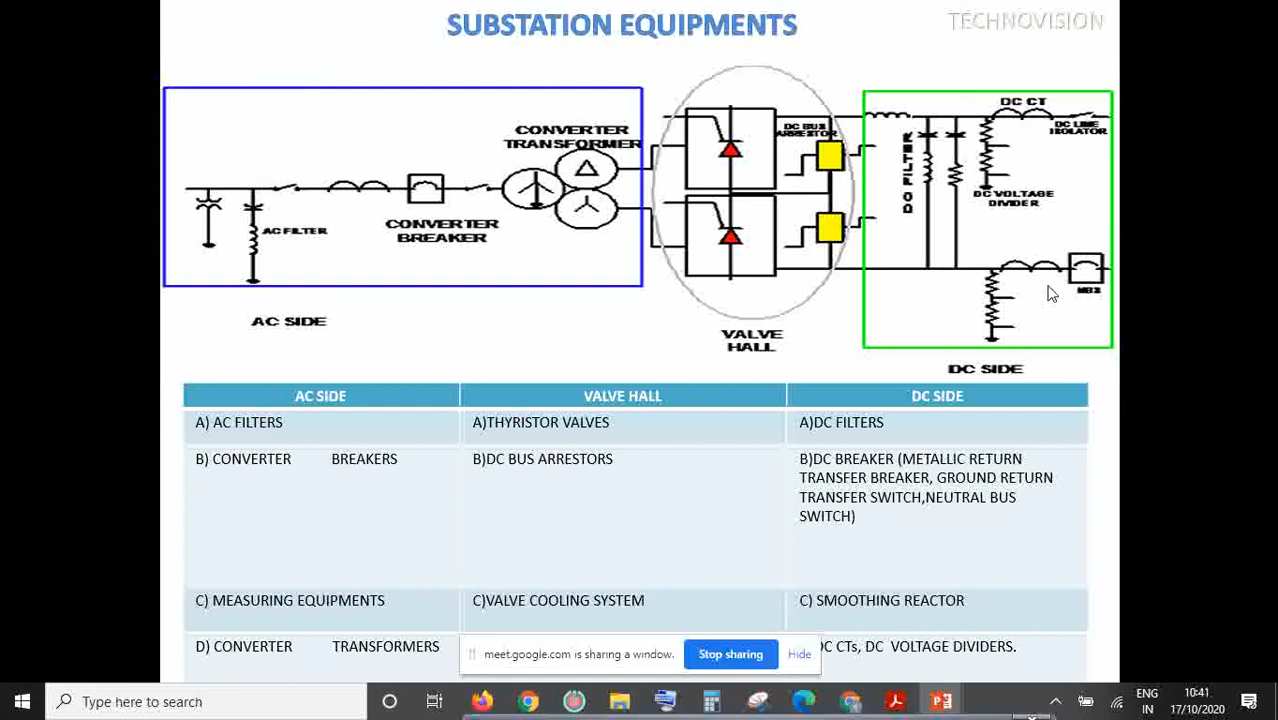 SUBSTATION EQUIPMENTS
TECHNOVISION
CONVERTER
TRANSFORMER
DC BUS
ARRESTOR
DC CT
DC LINE
ISOLATOR
DC FILTER
DC VOLTAGE
DIVIDER
AC FILTER
CONVERTER
BREAKER
AC SIDE
VALVE
HALL
DC SIDE
AC SIDE VALVE HALL DC SIDE
A) AC FILTERS A)THYRISTOR VALVES A)DC FILTERS
B) CONVERTER BREAKERS B)DC BUS ARRESTORS B)DC BREAKER (METALLIC RETURN
TRANSFER BREAKER, GROUND RETURN
TRANSFER SWITCH,NEUTRAL BUS
SWITCH)
C) MEASURING EQUIPMENTS C)VALVE COOLING SYSTEM C) SMOOTHING REACTOR
D) CONVERTER TRANSFORMERS CTs, DC VOLTAGE DIVIDERS.
meet.google.com is sharing a window. Stop sharing Hide
Type here to search
ENG 10:41
IN 17/10/2020